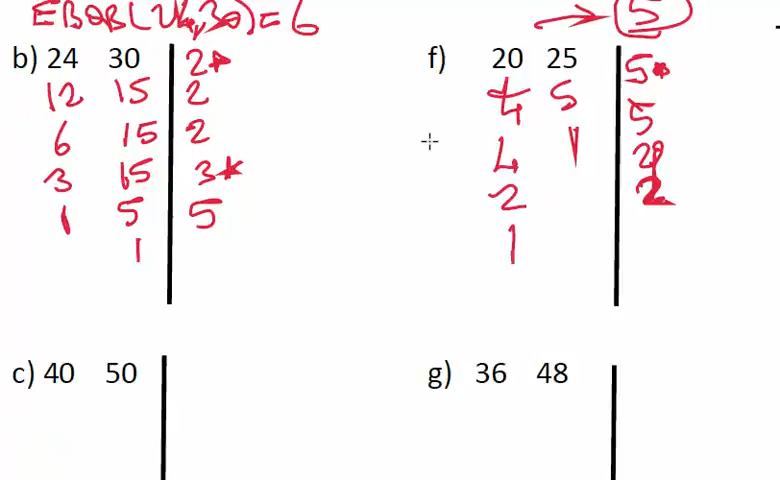 EBOB(24,30)=6
5
b) 24 30 2*
12 15 2
6 15 2
3 15 3*
1 5 5
1
f) 20 25 5*
4 5 5
4 1 2
2 2
1
c) 40 50
g) 36 48